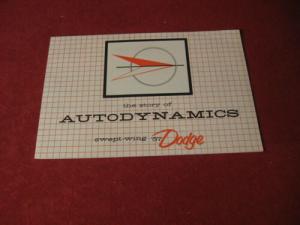 the story of
AUTODYNAMICS
swept-wing '57 Dodge